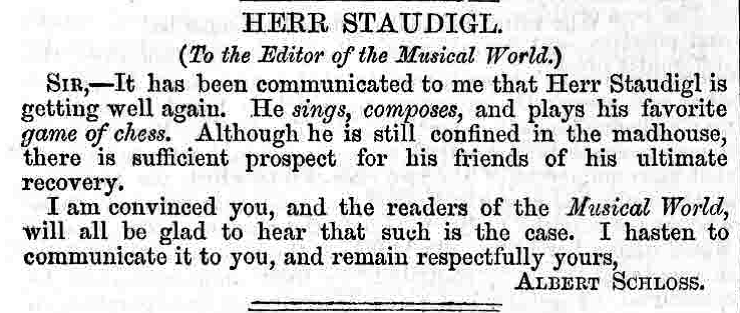 HERR STAUDIGL.
(To the Editor of the Musical World.)
SIR,—It has been communicated to me that Herr Staudigl is
getting well again. He sings, composes, and plays his favorite
game of chess. Although he is still confined in the madhouse,
there is sufficient prospect for his friends of his ultimate
recovery.
I am convinced you, and the readers of the Musical World,
will all be glad to hear that such is the case. I hasten to
communicate it to you, and remain respectfully yours,
ALBERT SCHLOSS.